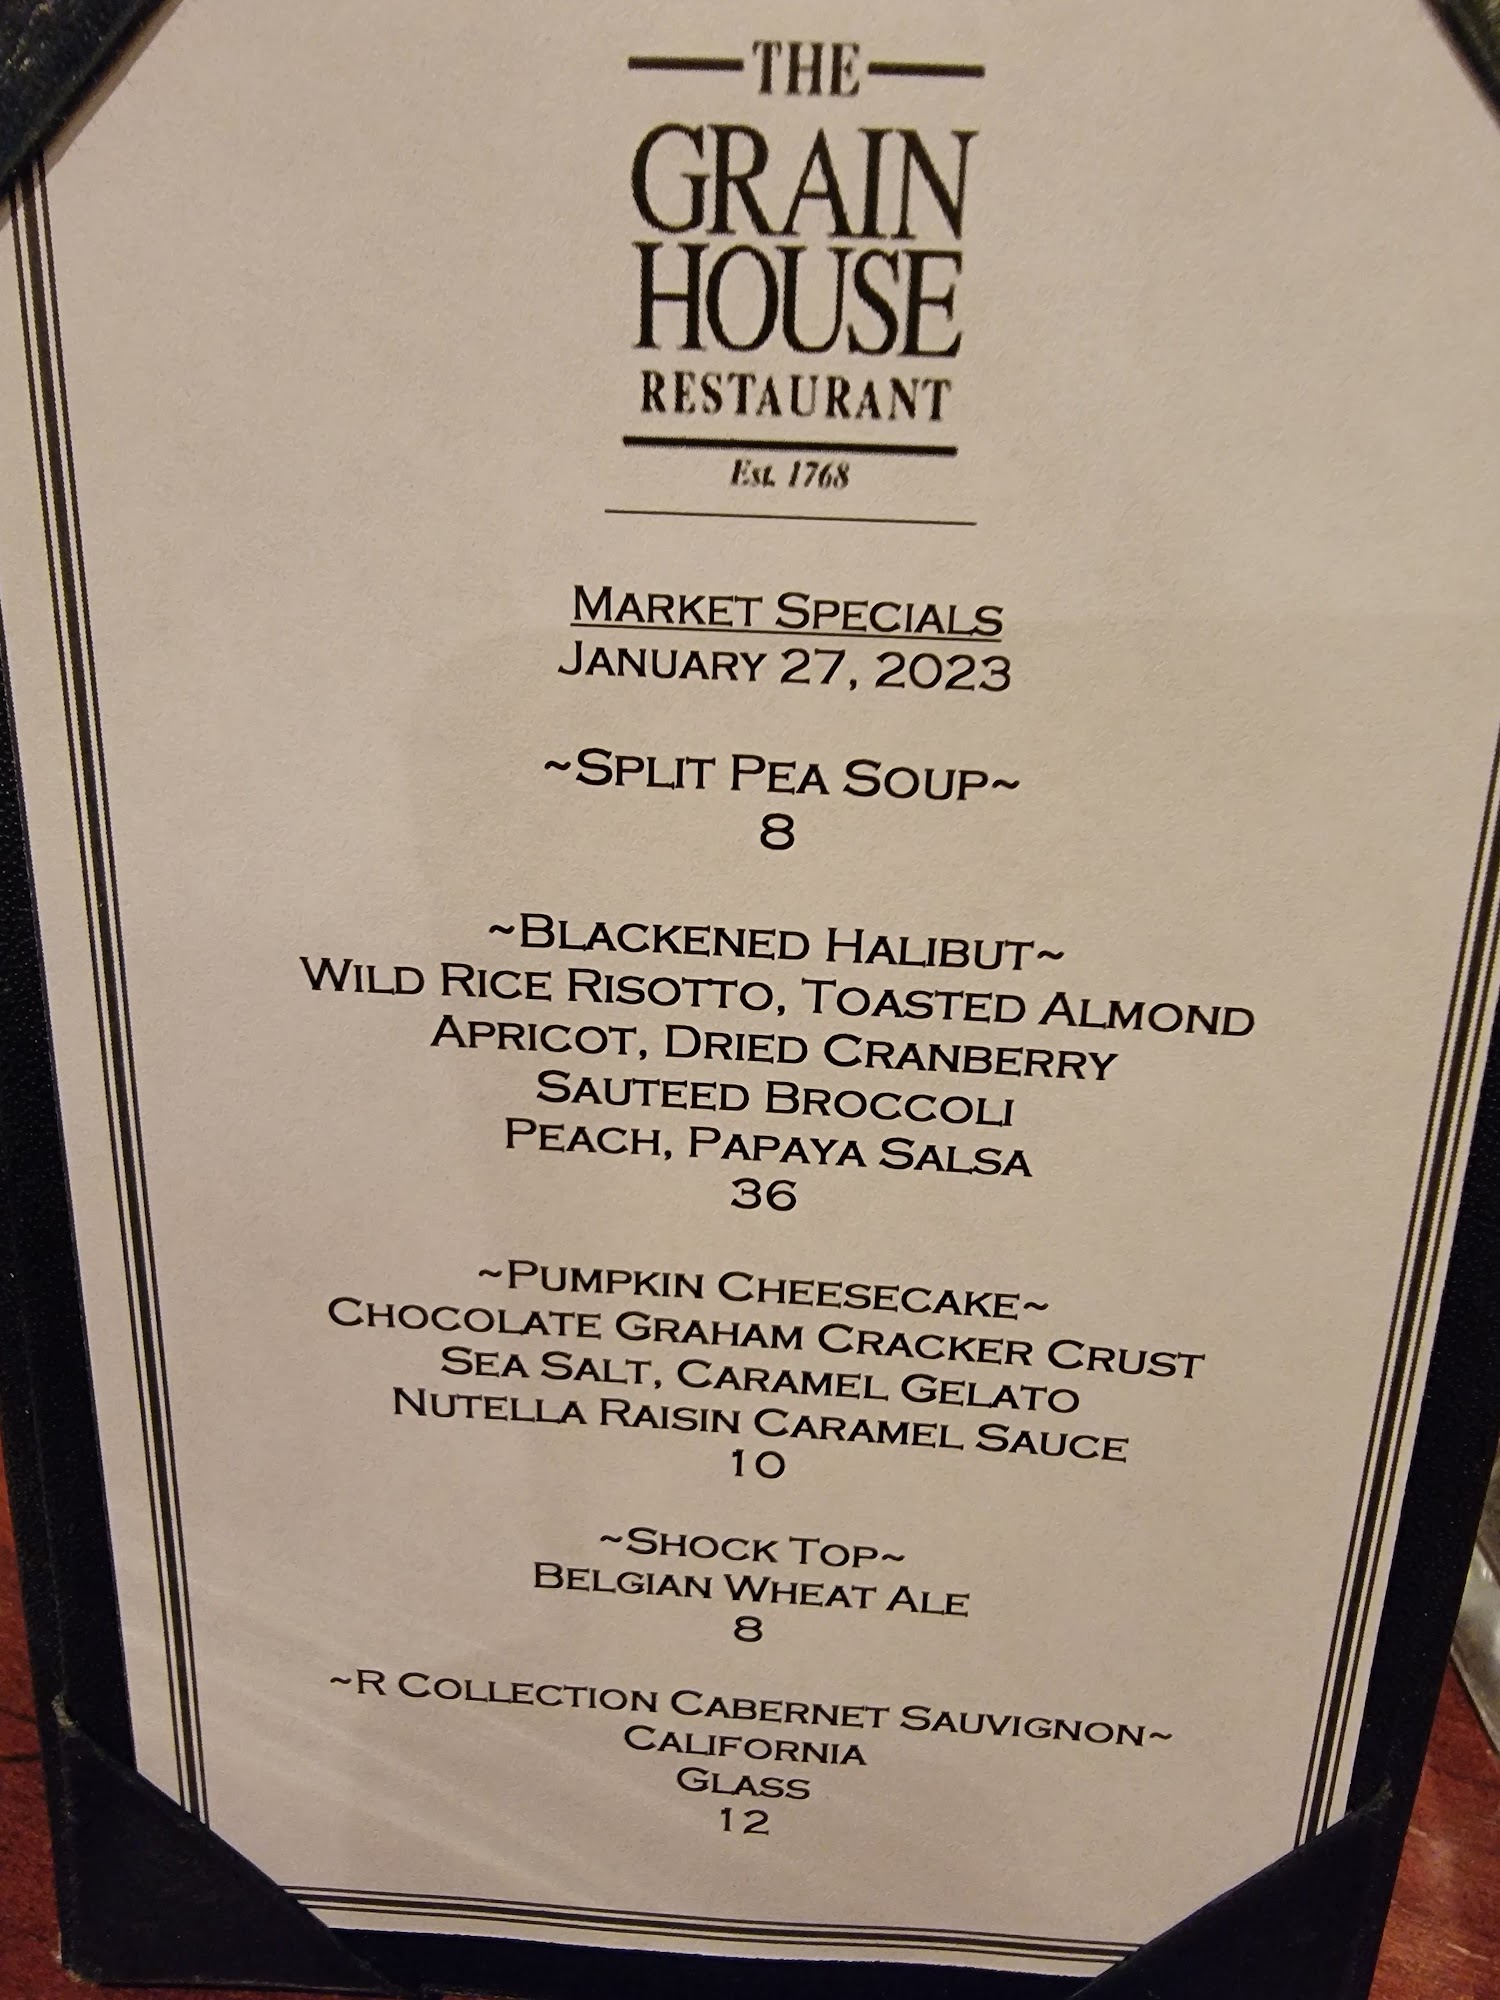 THE
GRAIN
HOUSE
RESTAURANT
Est. 1768
MARKET SPECIALS
JANUARY 27, 2023
~SPLIT PEA SOUP~
8
~BLACKENED HALIBUT~
WILD RICE RISOTTO, TOASTED ALMOND
APRICOT, DRIED CRANBERRY
SAUTEED BROCCOLI
PEACH, PAPAYA SALSA
36
~PUMPKIN CHEESECAKE~
CHOCOLATE GRAHAM CRACKER CRUST
SEA SALT, CARAMEL GELATO
NUTELLA RAISIN CARAMEL SAUCE
10
~SHOCK TOP~
BELGIAN WHEAT ALE
8
~R COLLECTION CABERNET SAUVIGNON~
CALIFORNIA
GLASS
12